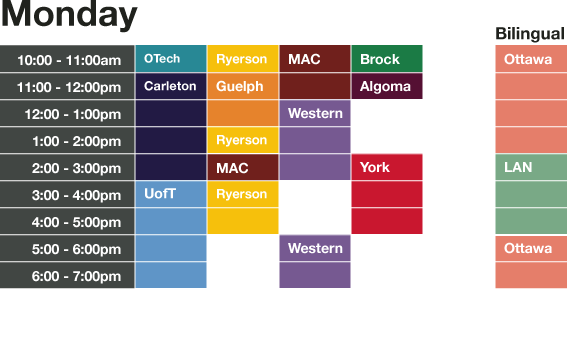 Monday
Bilingual
10:00 - 11:00am OTech Ryerson MAC Brock Ottawa
11:00 - 12:00pm Carleton Guelph Algoma
12:00 - 1:00pm Western
1:00 - 2:00pm Ryerson
2:00 - 3:00pm MAC York LAN
3:00 - 4:00pm UofT Ryerson
4:00 - 5:00pm
5:00 - 6:00pm Western Ottawa
6:00 - 7:00pm